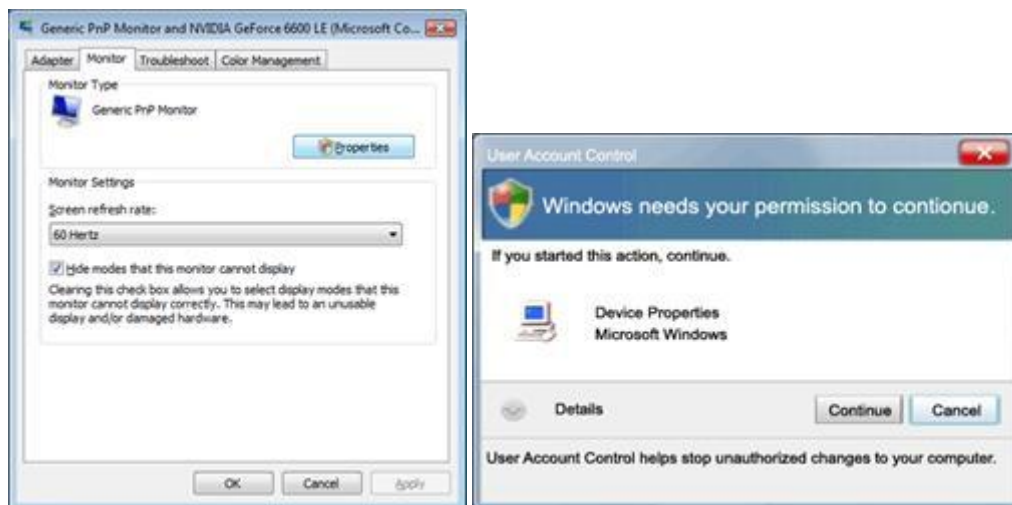 Generic PnP Monitor and NVIDIA GeForce 6600 LE (Microsoft Co...
Adapter Monitor Troubleshoot Color Management
Monitor Type
Generic PnP Monitor
Properties
Monitor Settings
Screen refresh rate:
60 Hertz
Hide modes that this monitor cannot display
Clearing this check box allows you to select display modes that this
monitor cannot display correctly. This may lead to an unusable
display and/or damaged hardware.
OK Cancel Apply
User Account Control
Windows needs your permission to contionue.
If you started this action, continue.
Device Properties
Microsoft Windows
Details Continue Cancel
User Account Control helps stop unauthorized changes to your computer.